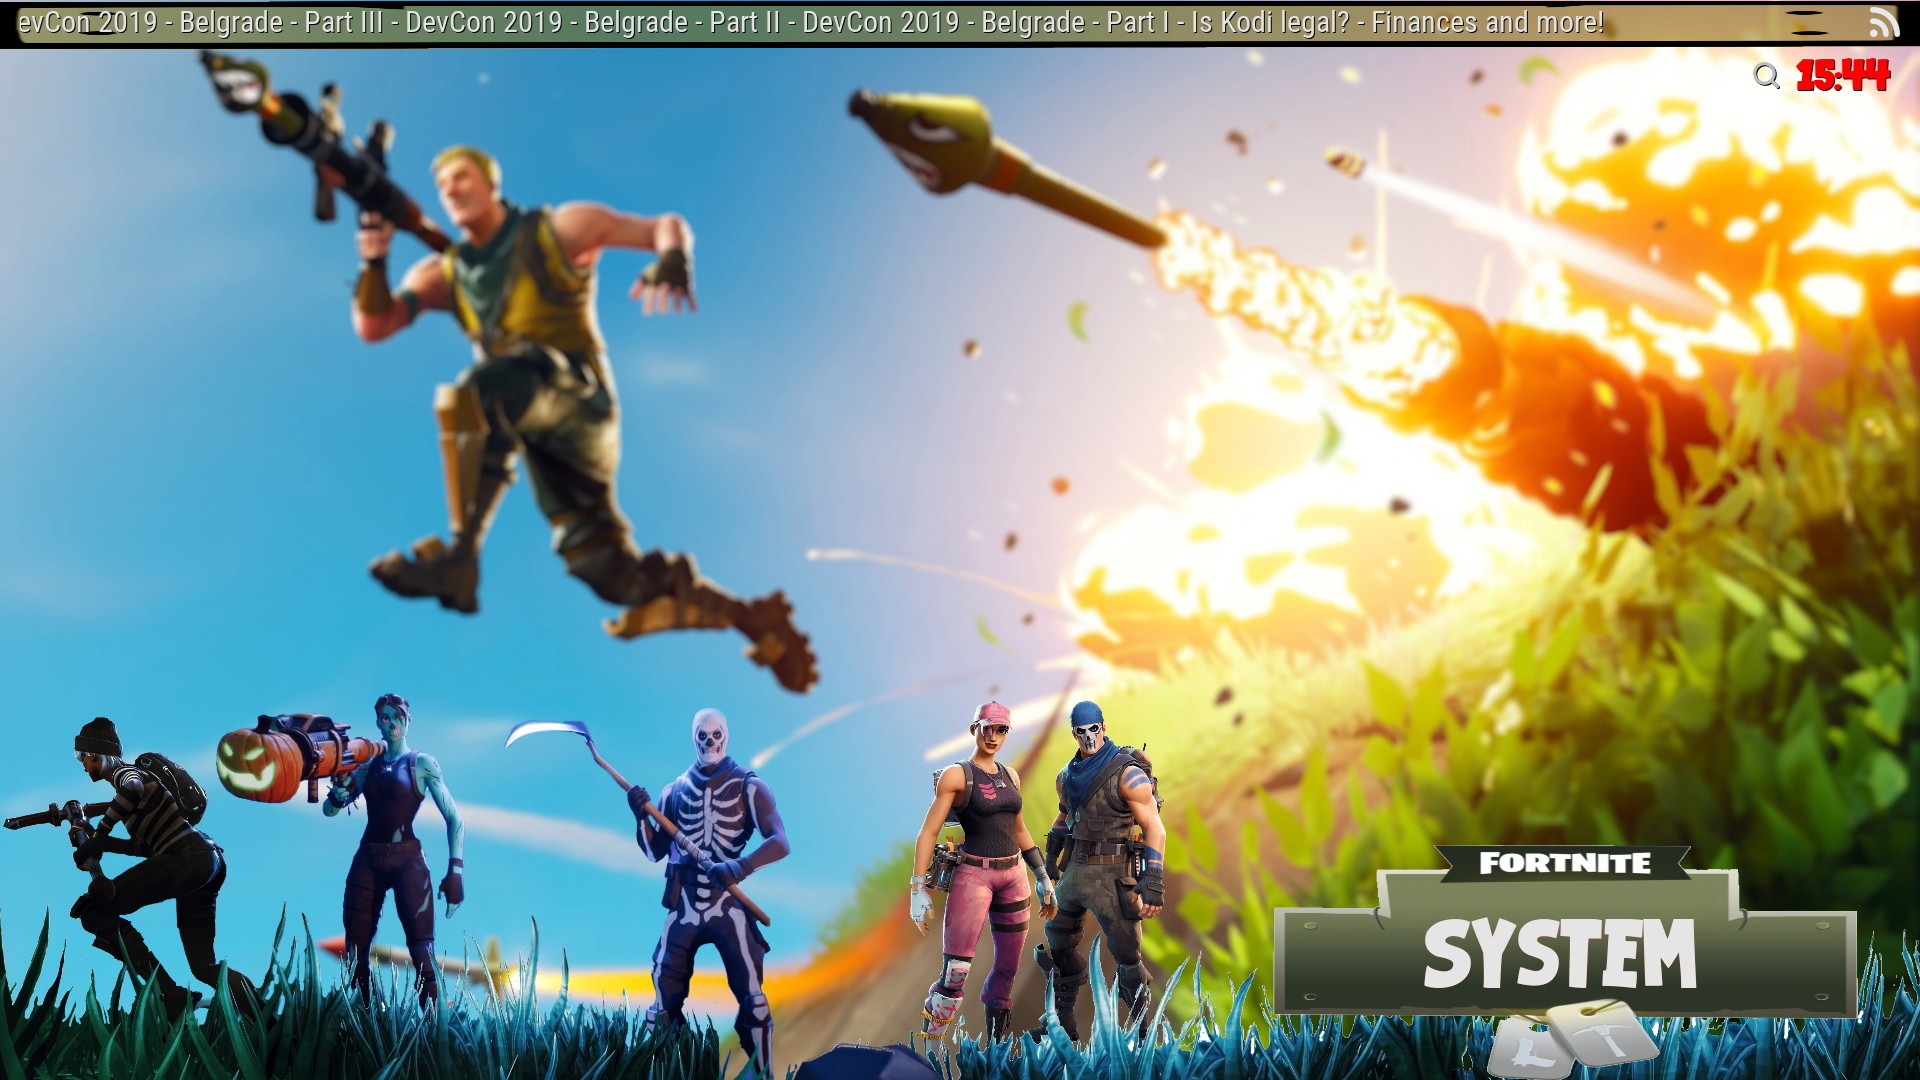 evCon 2019 - Belgrade - Part III - DevCon 2019 - Belgrade - Part II - DevCon 2019 - Belgrade - Part I - Is Kodi legal? - Finances and more!
15:44
FORTNITE
SYSTEM